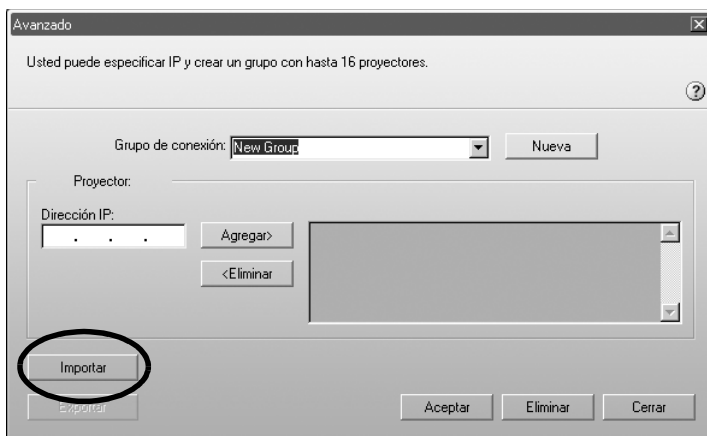 Avanzado
Usted puede especificar IP y crear un grupo con hasta 16 proyectores.
Grupo de conexión: New Group Nueva
Proyector:
Dirección IP:
. . . Agregar>
<Eliminar
Importar
Exportar Aceptar Eliminar Cerrar